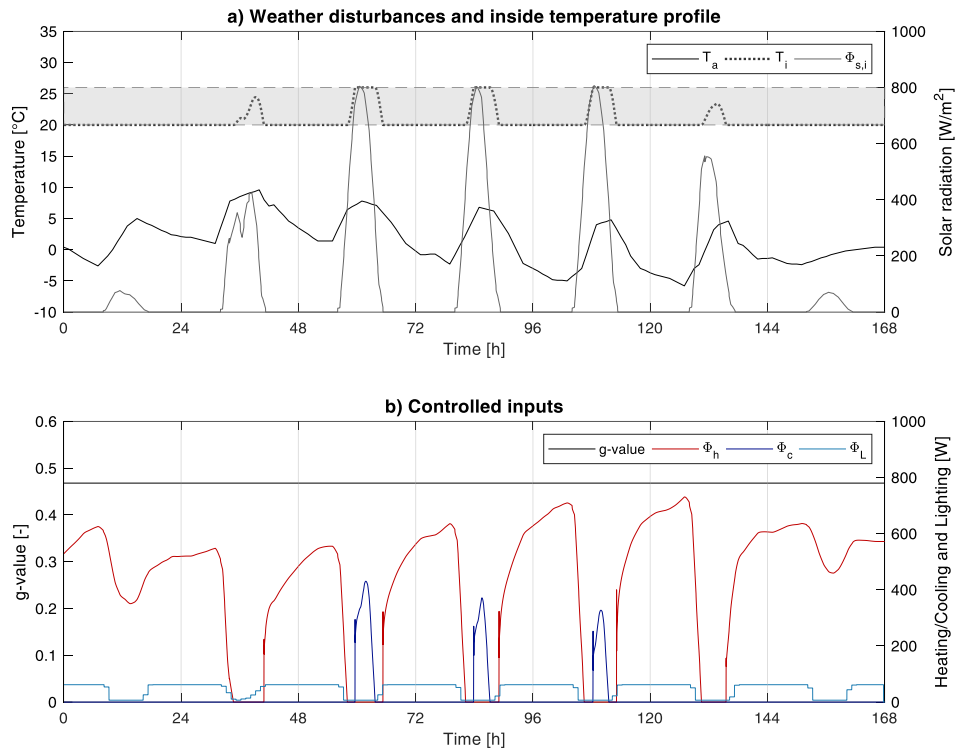 a) Weather disturbances and inside temperature profile
35
30
25
20
15
10
5
0
-5
-10
Temperature [°C]
1000
800
600
400
200
0
Solar radiation [W/m²]
T_a T_i Φ_s,i
0 24 48 72 96 120 144 168
Time [h]
b) Controlled inputs
0.6
0.5
0.4
0.3
0.2
0.1
0
g-value [-]
1000
800
600
400
200
0
Heating/Cooling and Lighting [W]
g-value Φ_h Φ_c Φ_L
0 24 48 72 96 120 144 168
Time [h]